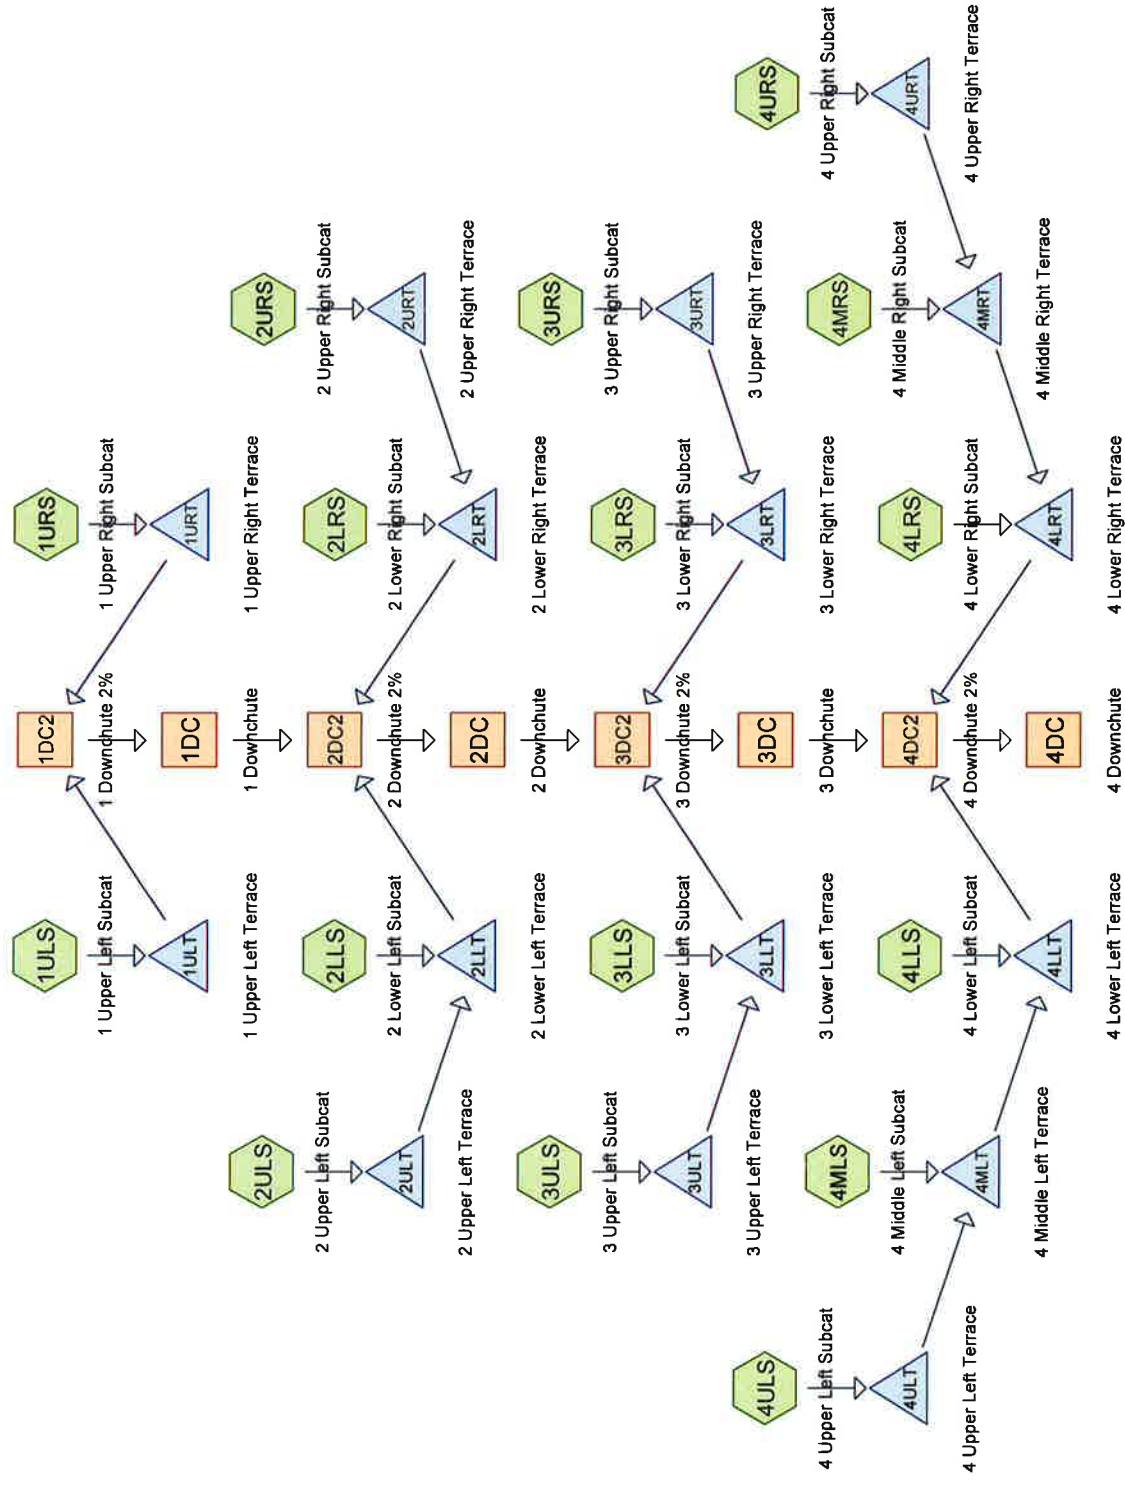 1ULS
1 Upper Left Subcat
1ULT
1 Upper Left Terrace
1DC2
1 Downchute 2%
1DC
1 Downchute
1URS
1 Upper Right Subcat
1URT
1 Upper Right Terrace
2ULS
2 Upper Left Subcat
2ULT
2 Upper Left Terrace
2LLS
2 Lower Left Subcat
2LLT
2 Lower Left Terrace
2DC2
2 Downchute 2%
2DC
2 Downchute
2LRS
2 Lower Right Subcat
2LRT
2 Lower Right Terrace
2URS
2 Upper Right Subcat
2URT
2 Upper Right Terrace
3ULS
3 Upper Left Subcat
3ULT
3 Upper Left Terrace
3LLS
3 Lower Left Subcat
3LLT
3 Lower Left Terrace
3DC2
3 Downchute 2%
3DC
3 Downchute
3LRS
3 Lower Right Subcat
3LRT
3 Lower Right Terrace
3URS
3 Upper Right Subcat
3URT
3 Upper Right Terrace
4ULS
4 Upper Left Subcat
4ULT
4 Upper Left Terrace
4MLS
4 Middle Left Subcat
4MLT
4 Middle Left Terrace
4LLS
4 Lower Left Subcat
4LLT
4 Lower Left Terrace
4DC2
4 Downchute 2%
4DC
4 Downchute
4LRS
4 Lower Right Subcat
4LRT
4 Lower Right Terrace
4MRS
4 Middle Right Subcat
4MRT
4 Middle Right Terrace
4URS
4 Upper Right Subcat
4URT
4 Upper Right Terrace